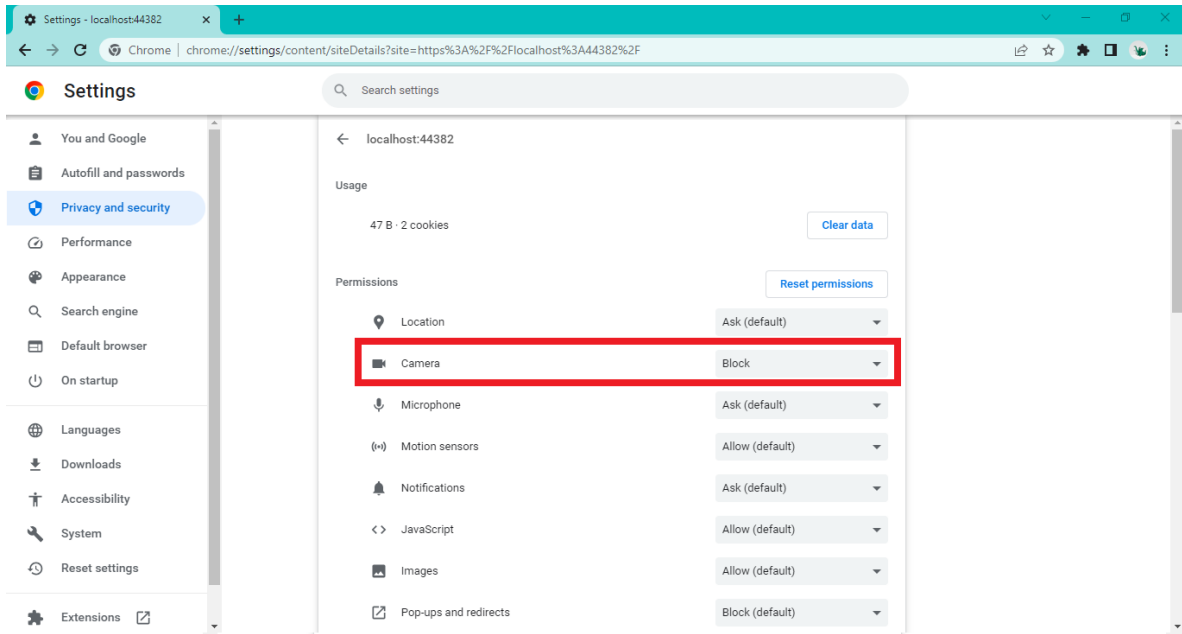 Settings - localhost:44382
Chrome | chrome://settings/content/siteDetails?site=https%3A%2F%2Flocalhost%3A44382%2F
Settings
Search settings
You and Google
Autofill and passwords
Privacy and security
Performance
Appearance
Search engine
Default browser
On startup
Languages
Downloads
Accessibility
System
Reset settings
Extensions
localhost:44382
Usage
47 B · 2 cookies
Clear data
Permissions
Reset permissions
Location Ask (default)
Camera Block
Microphone Ask (default)
Motion sensors Allow (default)
Notifications Ask (default)
JavaScript Allow (default)
Images Allow (default)
Pop-ups and redirects Block (default)